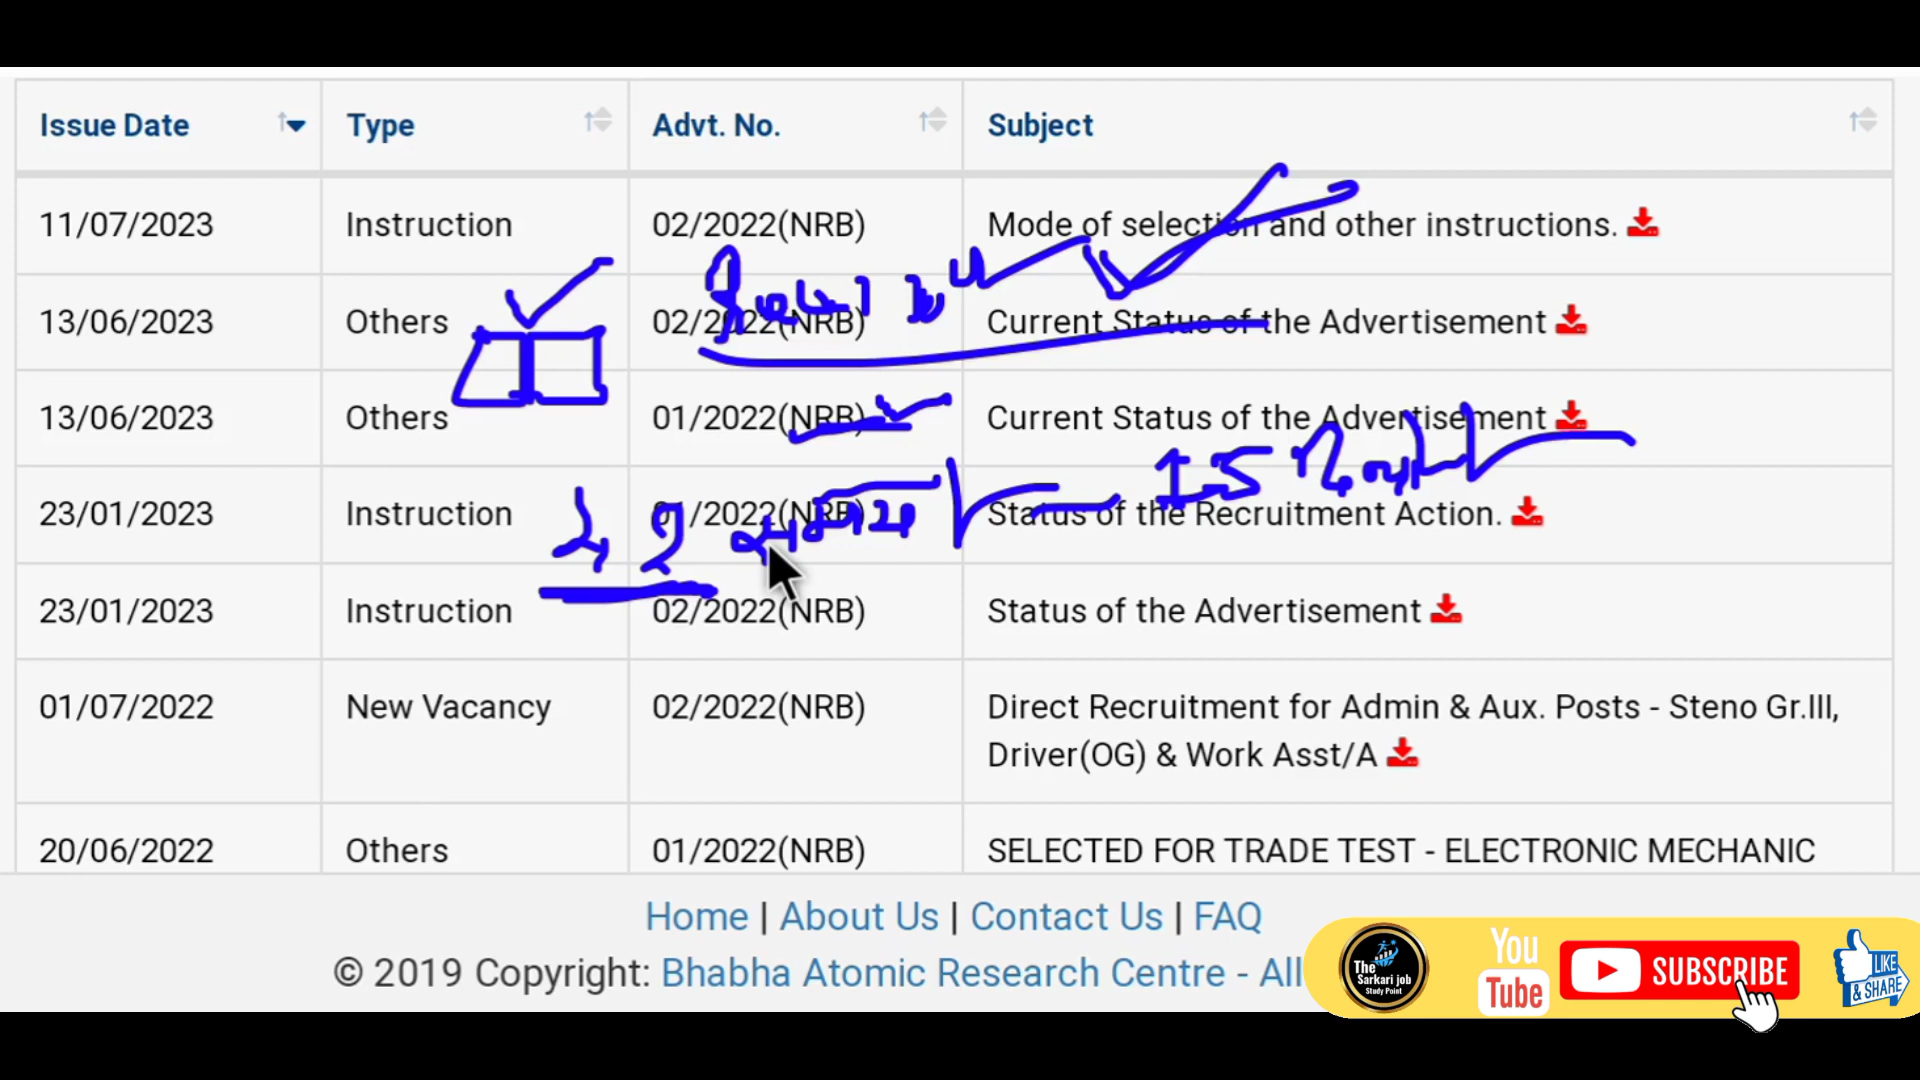 Issue Date Type Advt. No. Subject
11/07/2023 Instruction 02/2022(NRB) Mode of selection and other instructions.
13/06/2023 Others 02/2022(NRB) Current Status of the Advertisement
13/06/2023 Others 01/2022(NRB) Current Status of the Advertisement
23/01/2023 Instruction 01/2022(NRB) Status of the Recruitment Action.
23/01/2023 Instruction 02/2022(NRB) Status of the Advertisement
01/07/2022 New Vacancy 02/2022(NRB) Direct Recruitment for Admin & Aux. Posts - Steno Gr.III,
Driver(OG) & Work Asst/A
20/06/2022 Others 01/2022(NRB) SELECTED FOR TRADE TEST - ELECTRONIC MECHANIC
Home | About Us | Contact Us | FAQ
© 2019 Copyright: Bhabha Atomic Research Centre - All
The
Sarkari job
Study Point
You
Tube
SUBSCRIBE
LIKE
& SHARE